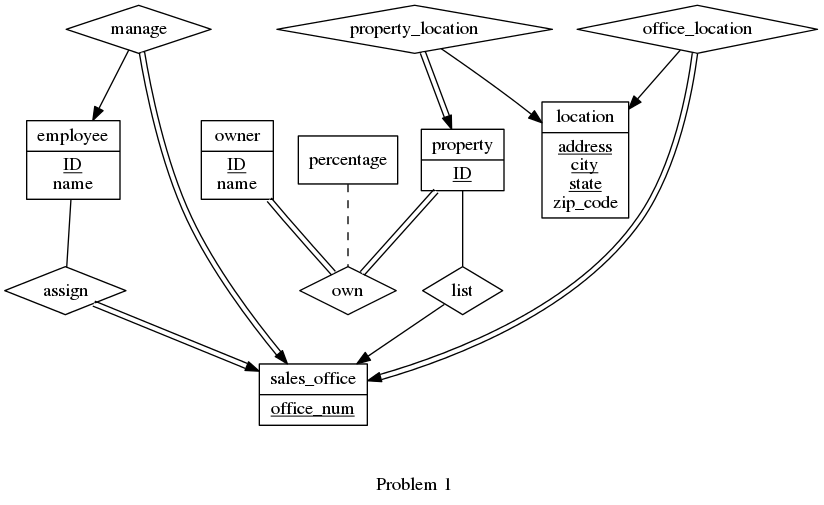 manage
property_location
office_location
employee
ID
name
owner
ID
name
percentage
property
ID
location
address
city
state
zip_code
assign
own
list
sales_office
office_num
Problem 1